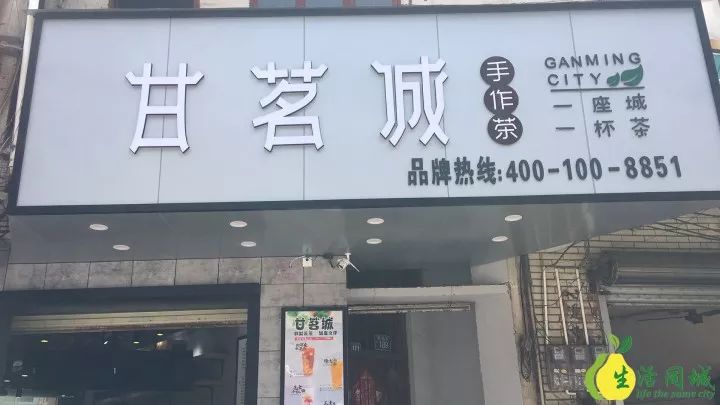 甘茗城
手作茶
GANMING
CITY
一座城
一杯茶
品牌热线:400-100-8851
甘茗城
生活同城
life the same city